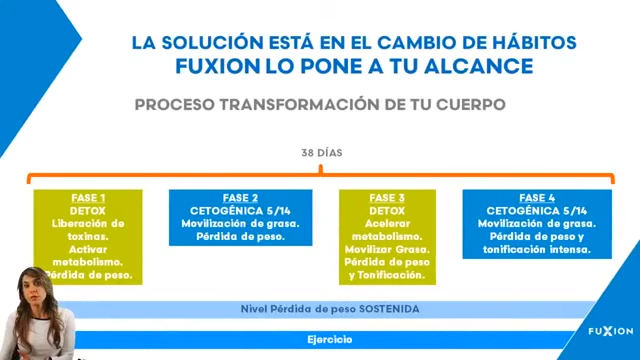 LA SOLUCIÓN ESTÁ EN EL CAMBIO DE HÁBITOS
FUXION LO PONE A TU ALCANCE
PROCESO TRANSFORMACIÓN DE TU CUERPO
38 DÍAS
FASE 1
DETOX
Liberación de
toxinas.
Activar
metabolismo.
Pérdida de peso.
FASE 2
CETOGÉNICA 5/14
Movilización de grasa.
Pérdida de peso.
FASE 3
DETOX
Acelerar
metabolismo.
Movilizar Grasa.
Pérdida de peso
y Tonificación.
FASE 4
CETOGÉNICA 5/14
Movilización de grasa.
Pérdida de peso y
tonificación intensa.
Nivel Pérdida de peso SOSTENIDA
Ejercicio
FUXION